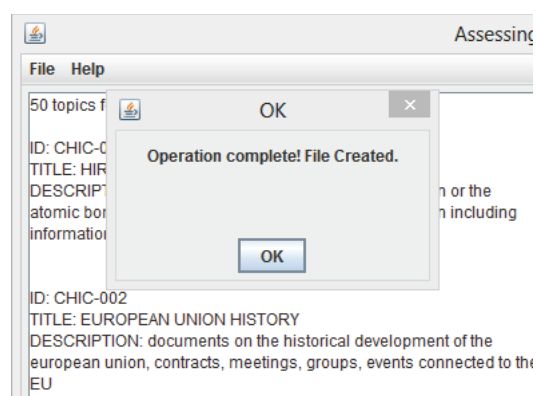 Assessing
File Help
50 topics f
OK
ID: CHIC-0
Operation complete! File Created.
TITLE: HIR
DESCRIPT
n or the
atomic bor
n including
information
OK
ID: CHIC-002
TITLE: EUROPEAN UNION HISTORY
DESCRIPTION: documents on the historical development of the
european union, contracts, meetings, groups, events connected to the
EU